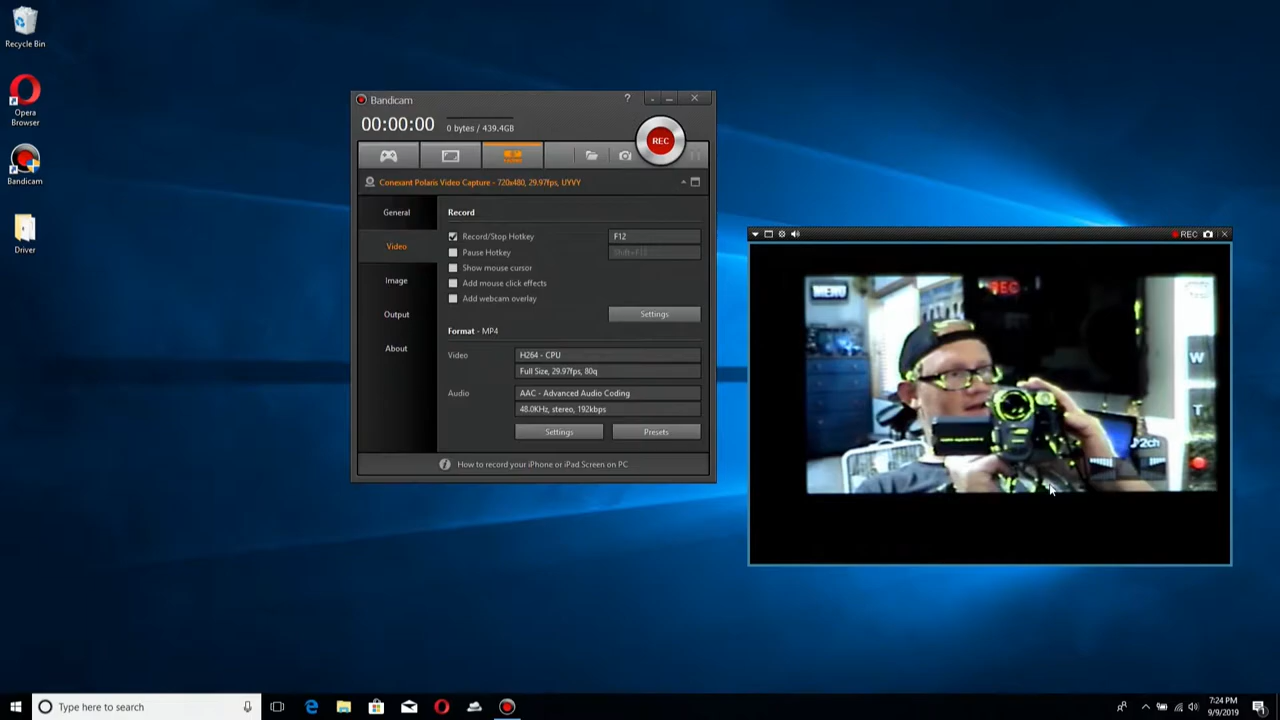 Recycle Bin
Opera
Browser
Bandicam
Driver
Bandicam
?
00:00:00
0 bytes / 439.4GB
REC
Conexant Polaris Video Capture - 720x480, 29.97fps, UYVY
General
Video
Image
Output
About
Record
Record/Stop Hotkey
F12
Pause Hotkey
Show mouse cursor
Add mouse click effects
Add webcam overlay
Settings
Format - MP4
Video
H264 - CPU
Full Size, 29.97fps, 80q
Audio
AAC - Advanced Audio Coding
48.0KHz, stereo, 192kbps
Settings
Presets
How to record your iPhone or iPad Screen on PC
REC
MENU
REC
W
T
2ch
Type here to search
7:24 PM
9/9/2019
1